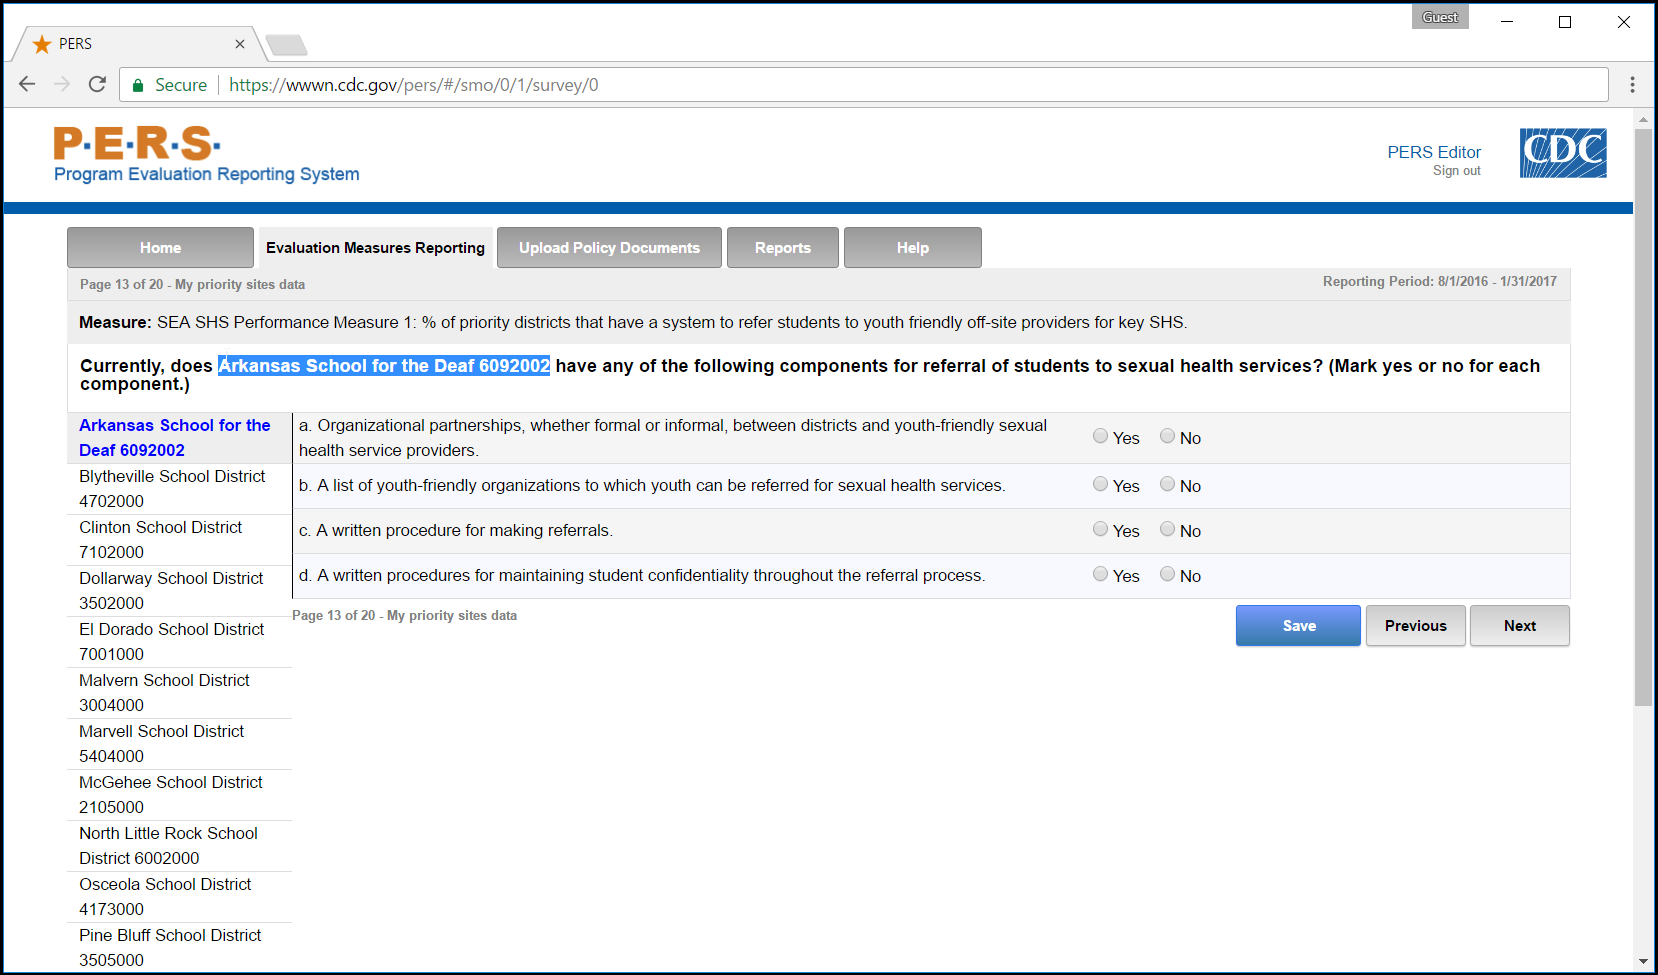 Guest
PERS
Secure https://wwwn.cdc.gov/pers/#/smo/0/1/survey/0
P·E·R·S·
Program Evaluation Reporting System
PERS Editor
Sign out
CDC
Home
Evaluation Measures Reporting
Upload Policy Documents
Reports
Help
Page 13 of 20 - My priority sites data
Reporting Period: 8/1/2016 - 1/31/2017
Measure: SEA SHS Performance Measure 1: % of priority districts that have a system to refer students to youth friendly off-site providers for key SHS.
Currently, does Arkansas School for the Deaf 6092002 have any of the following components for referral of students to sexual health services? (Mark yes or no for each
component.)
Arkansas School for the
Deaf 6092002
Blytheville School District
4702000
Clinton School District
7102000
Dollarway School District
3502000
El Dorado School District
7001000
Malvern School District
3004000
Marvell School District
5404000
McGehee School District
2105000
North Little Rock School
District 6002000
Osceola School District
4173000
Pine Bluff School District
3505000
a. Organizational partnerships, whether formal or informal, between districts and youth-friendly sexual
health service providers.
Yes No
b. A list of youth-friendly organizations to which youth can be referred for sexual health services.
Yes No
c. A written procedure for making referrals.
Yes No
d. A written procedures for maintaining student confidentiality throughout the referral process.
Yes No
Page 13 of 20 - My priority sites data
Save
Previous
Next